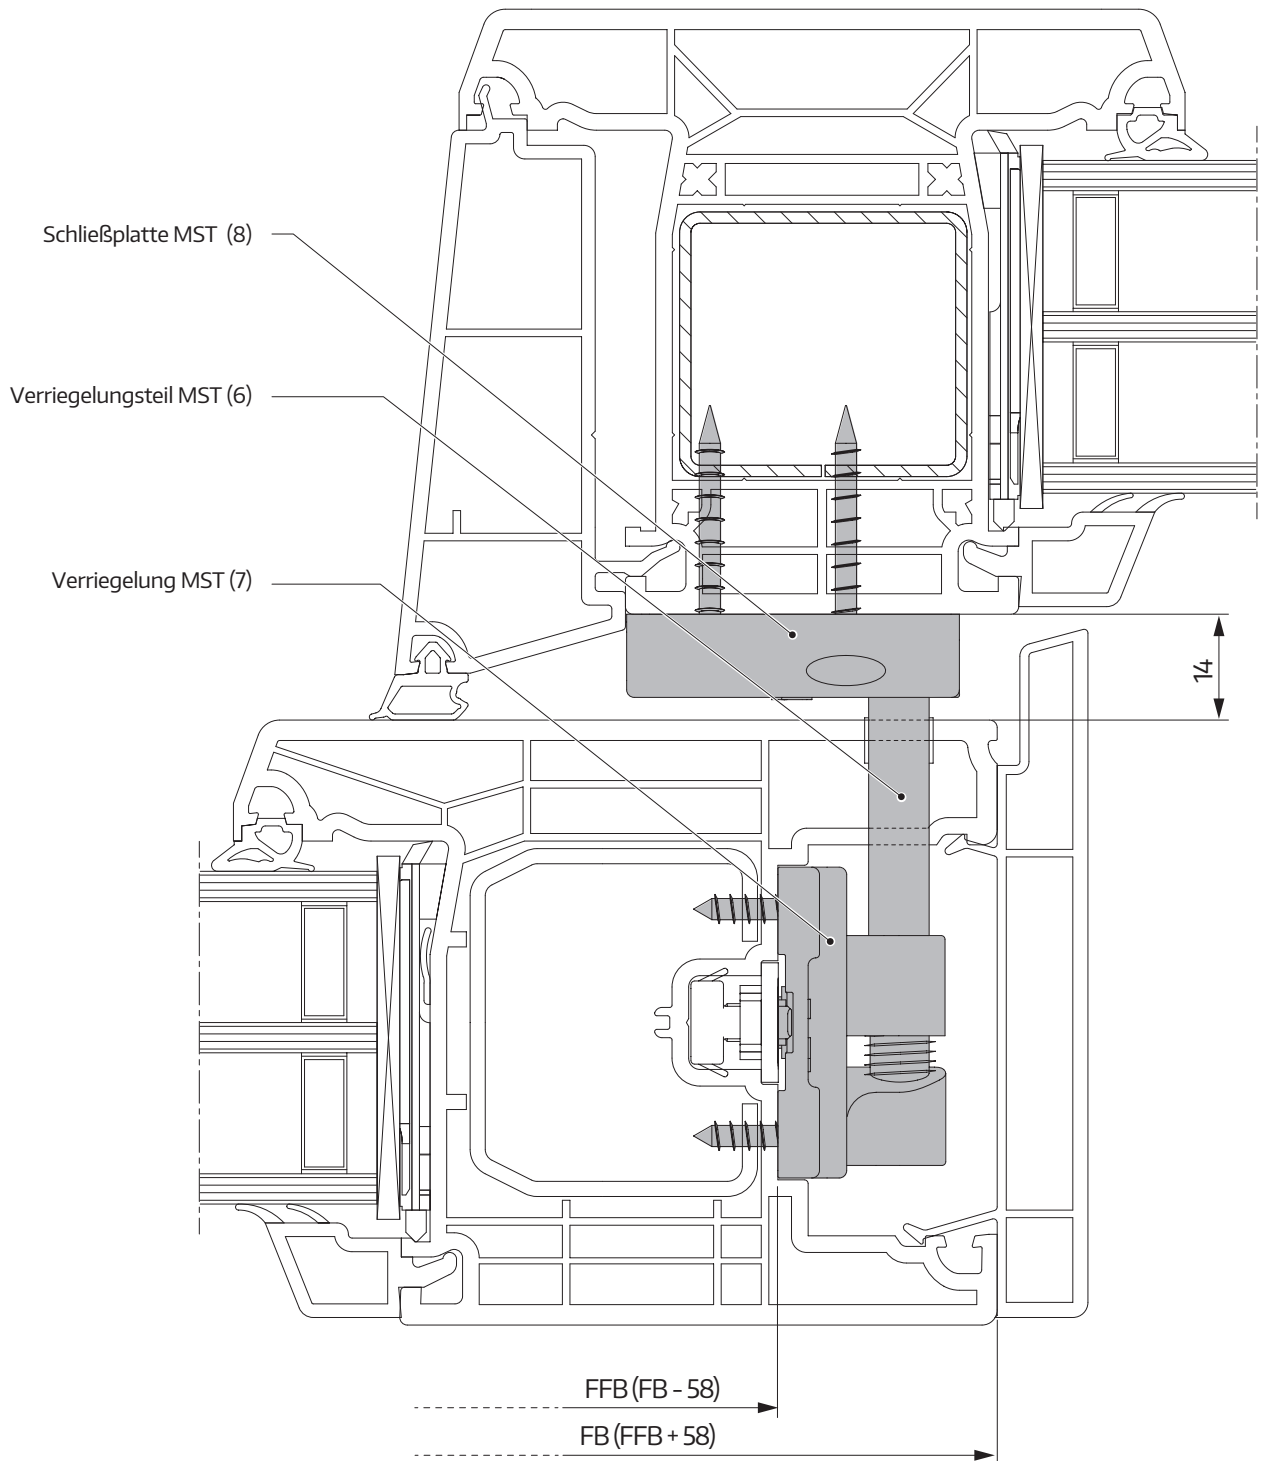 Schließplatte MST (8)
Verriegelungsteil MST (6)
Verriegelung MST (7)
14
FFB (FB - 58)
FB (FFB + 58)